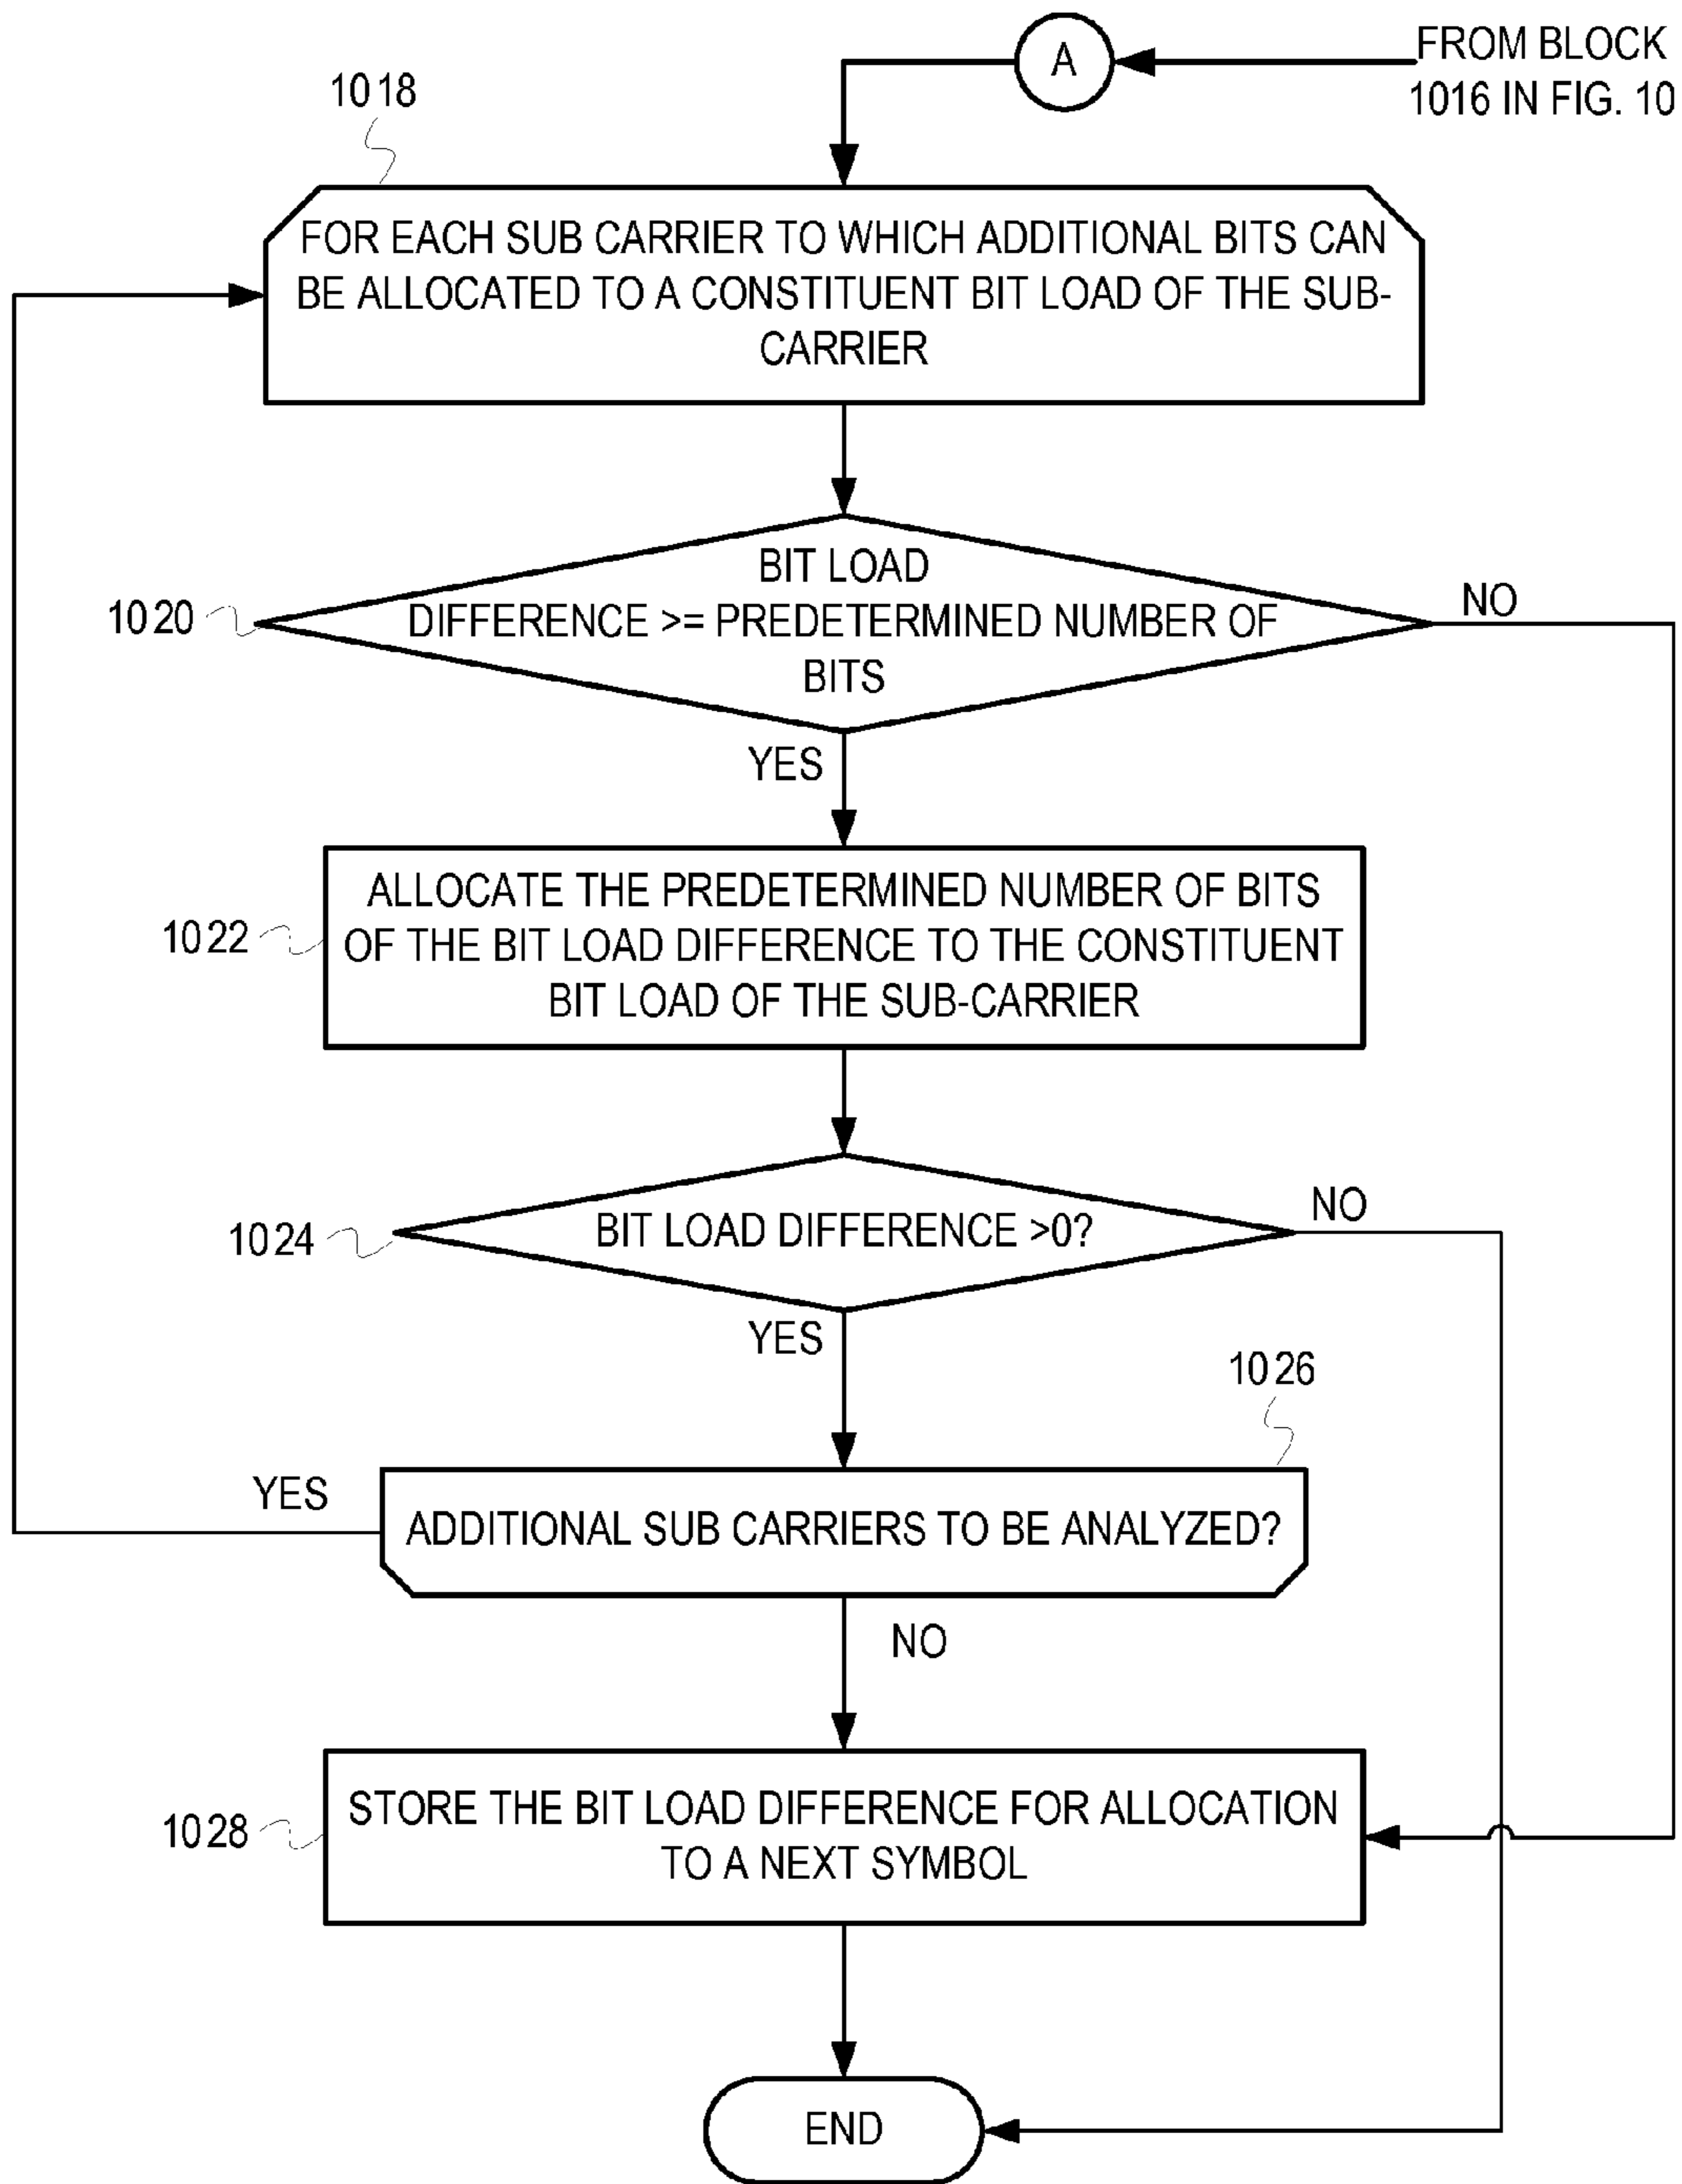 A
FROM BLOCK
1016 IN FIG. 10
1018
FOR EACH SUB CARRIER TO WHICH ADDITIONAL BITS CAN
BE ALLOCATED TO A CONSTITUENT BIT LOAD OF THE SUB-
CARRIER
1020
BIT LOAD
DIFFERENCE >= PREDETERMINED NUMBER OF
BITS
NO
YES
1022
ALLOCATE THE PREDETERMINED NUMBER OF BITS
OF THE BIT LOAD DIFFERENCE TO THE CONSTITUENT
BIT LOAD OF THE SUB-CARRIER
1024
BIT LOAD DIFFERENCE >0?
NO
YES
1026
YES
ADDITIONAL SUB CARRIERS TO BE ANALYZED?
NO
1028
STORE THE BIT LOAD DIFFERENCE FOR ALLOCATION
TO A NEXT SYMBOL
END